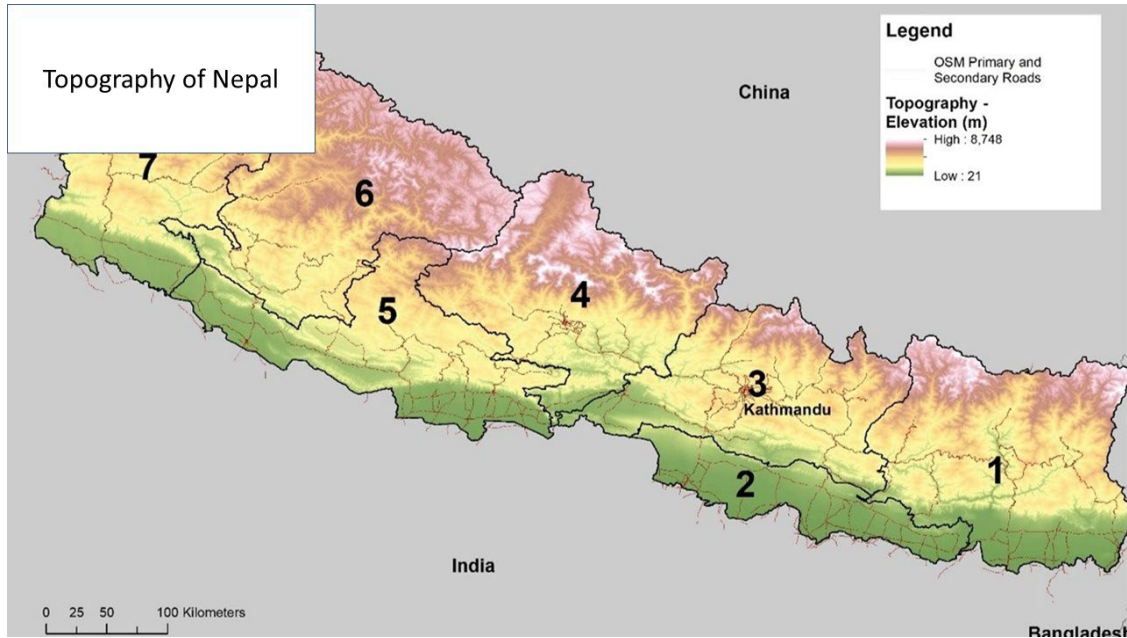 Topography of Nepal
Legend
OSM Primary and
Secondary Roads
Topography -
Elevation (m)
High : 8,748
Low : 21
China
7
6
5
4
3
Kathmandu
1
2
India
0 25 50 100 Kilometers
Bangladesh